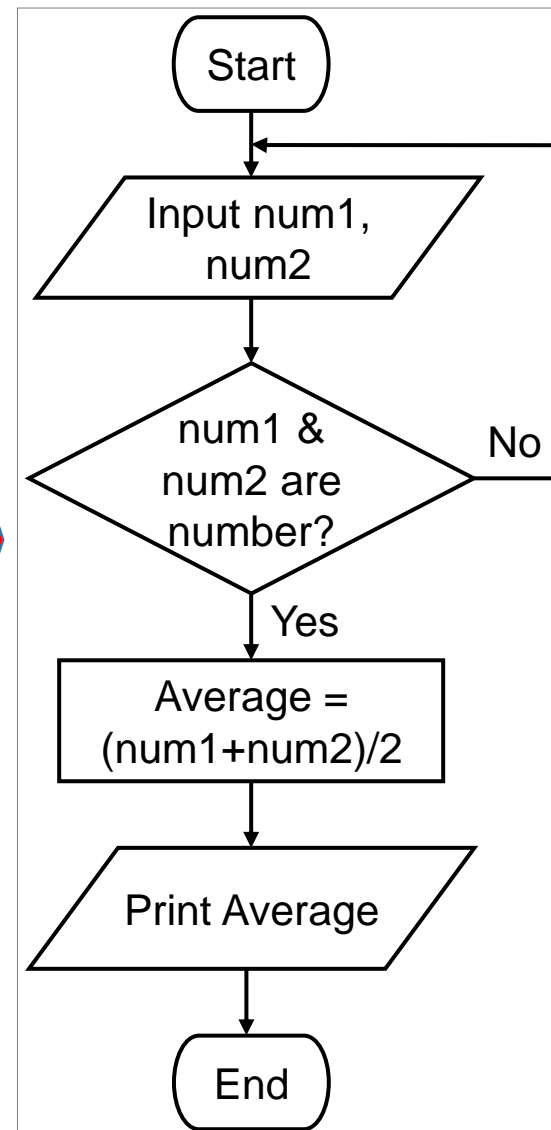 Start
Input num1,
num2
num1 &
num2 are
number?
No
Yes
Average =
(num1+num2)/2
Print Average
End